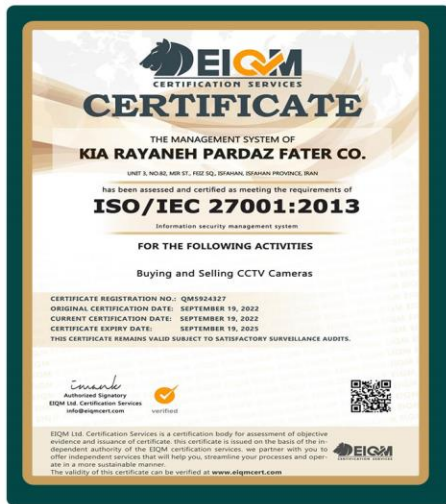 EIQM
CERTIFICATION SERVICES
CERTIFICATE
THE MANAGEMENT SYSTEM OF
KIA RAYANEH PARDAZ FATER CO.
UNIT 3, NO.82, MIR ST., FEIZ SQ., ISFAHAN, ISFAHAN PROVINCE, IRAN
has been assessed and certified as meeting the requirements of
ISO/IEC 27001:2013
Information security management system
FOR THE FOLLOWING ACTIVITIES
Buying and Selling CCTV Cameras
CERTIFICATE REGISTRATION NO.: QMS924327
ORIGINAL CERTIFICATION DATE: SEPTEMBER 19, 2022
CURRENT CERTIFICATION DATE: SEPTEMBER 19, 2022
CERTIFICATE EXPIRY DATE: SEPTEMBER 19, 2025
THIS CERTIFICATE REMAINS VALID SUBJECT TO SATISFACTORY SURVEILLANCE AUDITS.
Authorized Signatory
EIQM Ltd. Certification Services
info@eiqmcert.com
verified
EIQM Ltd. Certification Services is a certification body for assessment of objective
evidence and issuance of certificate. this certificate is issued on the basis of the in-
dependent authority of the EIQM certification services. we partner with you to
offer independent services that will help you, streamline your processes and oper-
ate in a more sustainable manner.
The validity of this certificate can be verified at www.eiqmcert.com
EIQM
CERTIFICATION SERVICES